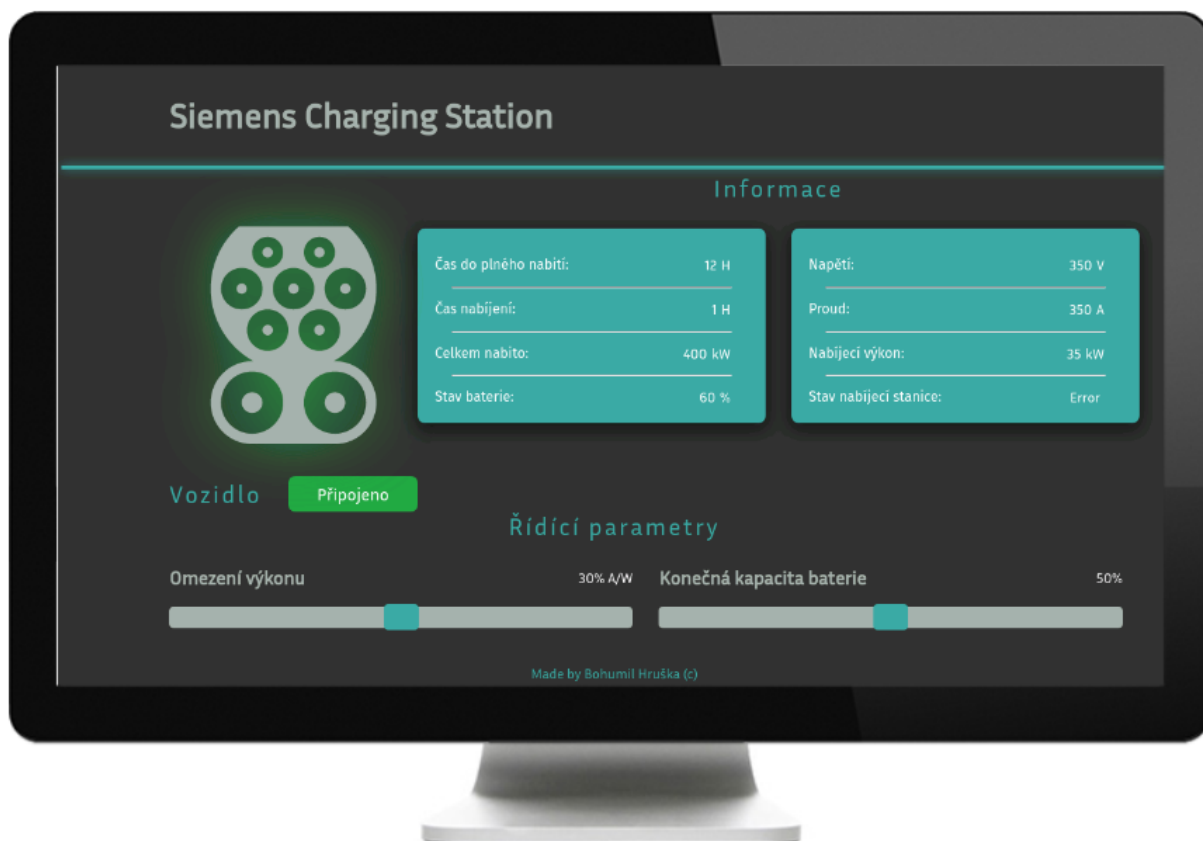 Siemens Charging Station
Informace
Čas do plného nabití: 12 H
Čas nabíjení: 1 H
Celkem nabito: 400 kW
Stav baterie: 60 %
Napětí: 350 V
Proud: 350 A
Nabíjecí výkon: 35 kW
Stav nabíjecí stanice: Error
Vozidlo Připojeno
Řídící parametry
Omezení výkonu 30% A/W
Konečná kapacita baterie 50%
Made by Bohumil Hruška (c)